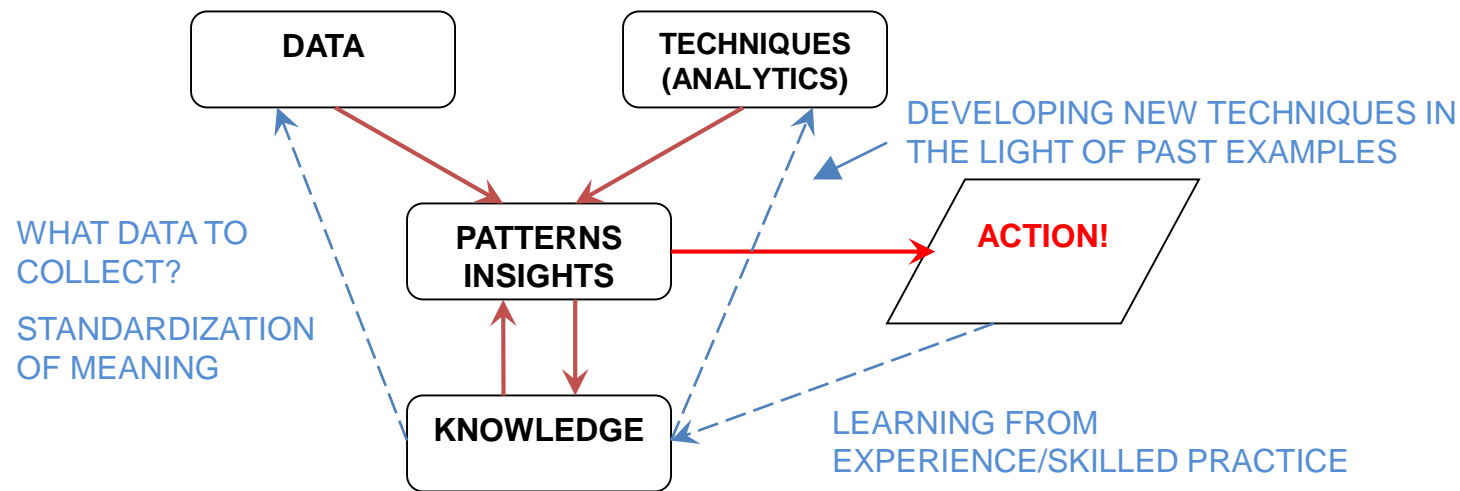 DATA
TECHNIQUES
(ANALYTICS)
DEVELOPING NEW TECHNIQUES IN
THE LIGHT OF PAST EXAMPLES
WHAT DATA TO
COLLECT?
STANDARDIZATION
OF MEANING
PATTERNS
INSIGHTS
ACTION!
KNOWLEDGE
LEARNING FROM
EXPERIENCE/SKILLED PRACTICE